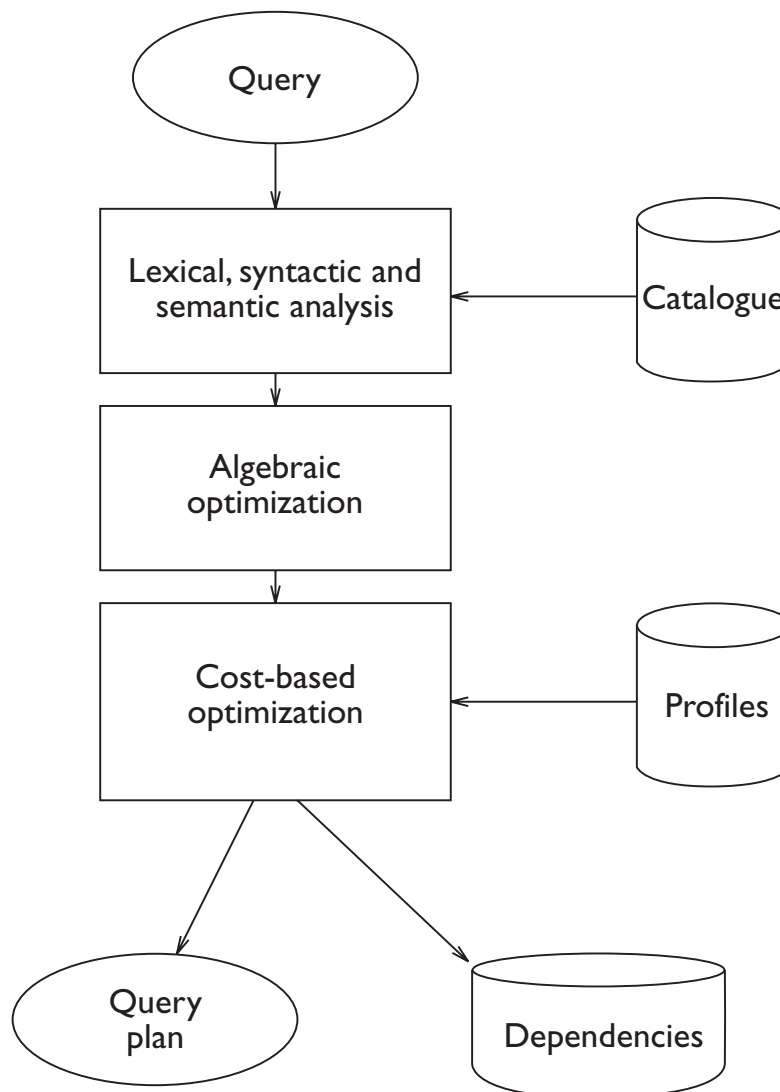 Query
Lexical, syntactic and
semantic analysis
Catalogue
Algebraic
optimization
Cost-based
optimization
Profiles
Query
plan
Dependencies